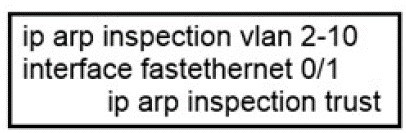 ip arp inspection vlan 2-10
interface fastethernet 0/1
ip arp inspection trust